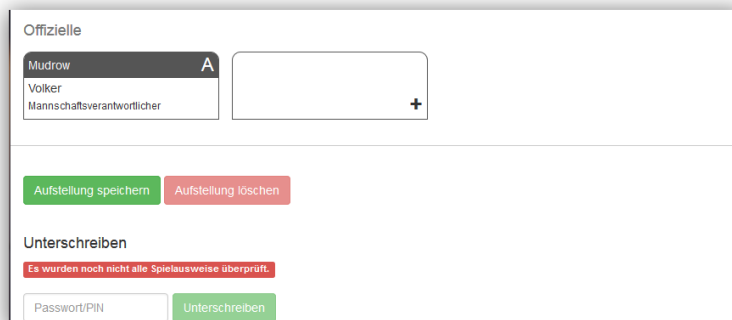 Offizielle
Mudrow A
Volker
Mannschaftsverantwortlicher
+
Aufstellung speichern Aufstellung löschen
Unterschreiben
Es wurden noch nicht alle Spielausweise überprüft.
Passwort/PIN Unterschreiben